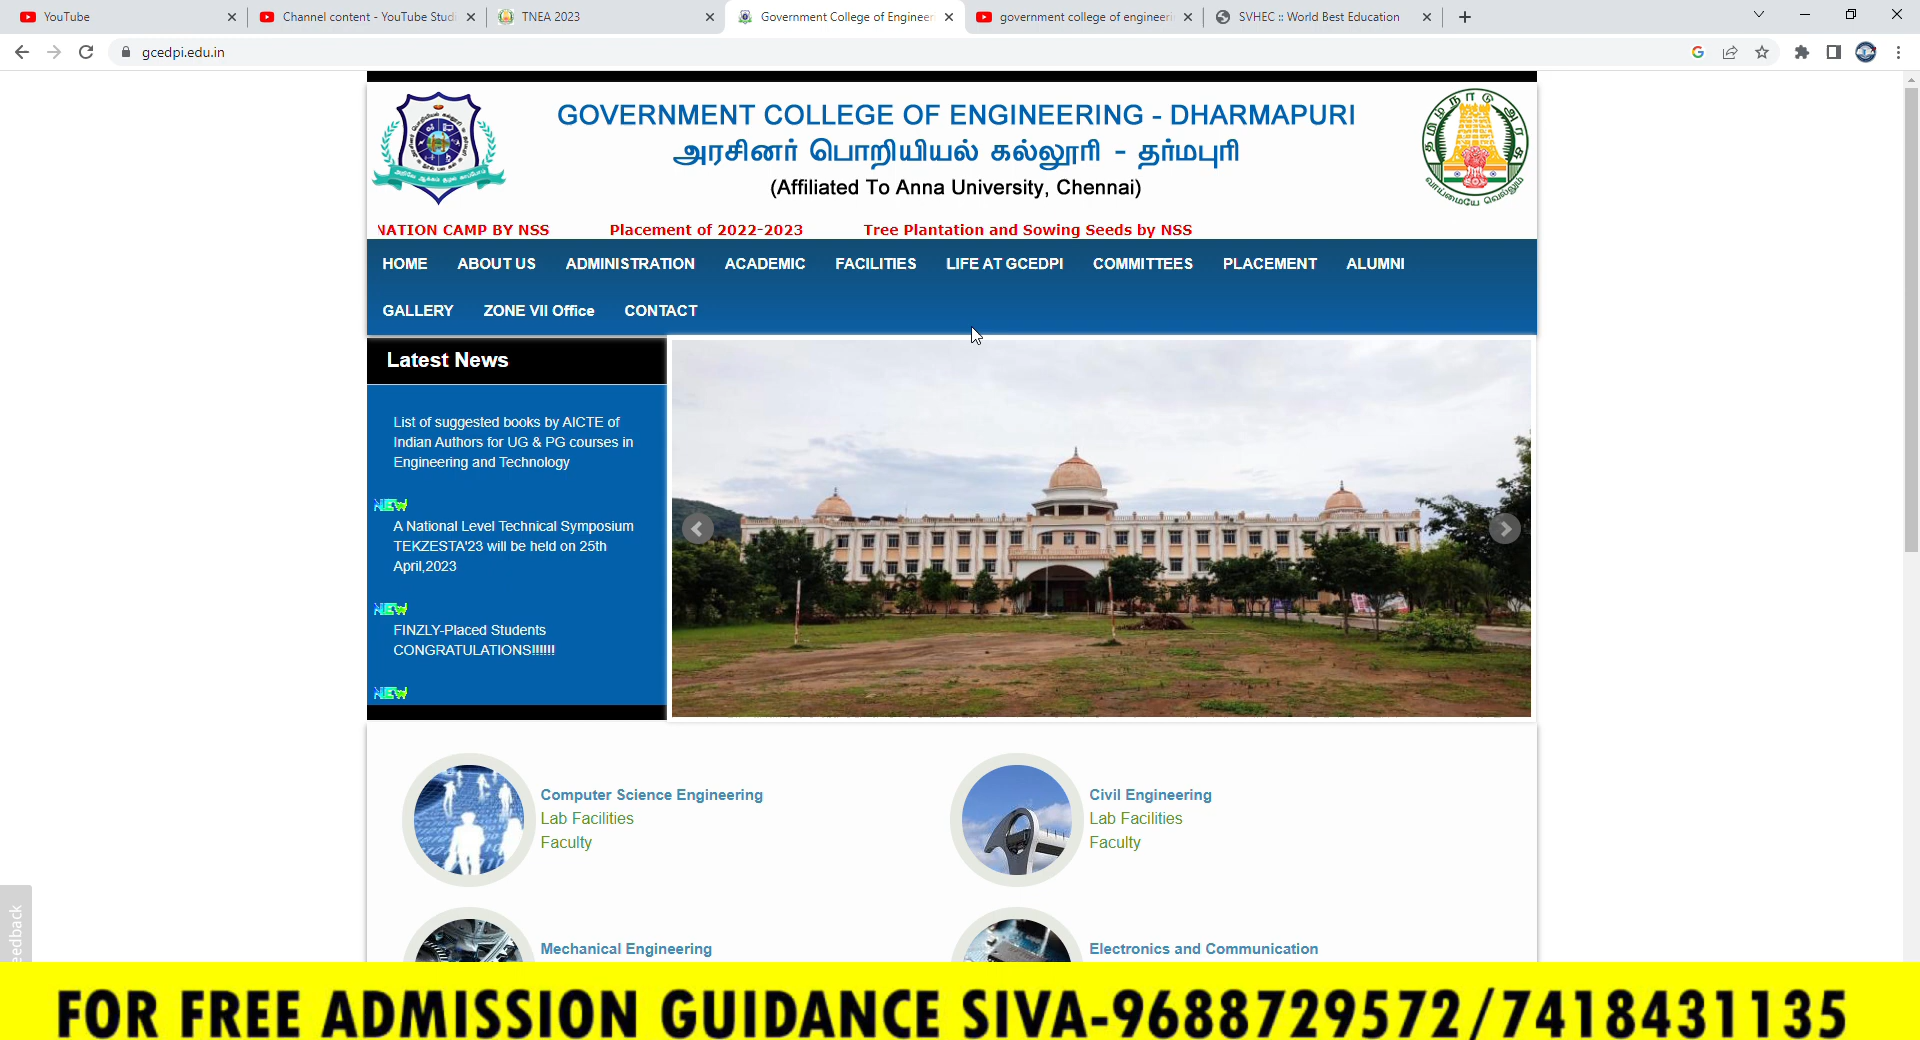 YouTube
Channel content - YouTube Studi
TNEA 2023
Government College of Engineer
government college of engineeri
SVHEC :: World Best Education
gcedpi.edu.in
GOVERNMENT COLLEGE OF ENGINEERING - DHARMAPURI
அரசினர் பொறியியல் கல்லூரி - தர்மபுரி
(Affiliated To Anna University, Chennai)
தமிழ்நாடு அரசு
வாய்மையே வெல்லும்
NATION CAMP BY NSS Placement of 2022-2023 Tree Plantation and Sowing Seeds by NSS
HOME ABOUT US ADMINISTRATION ACADEMIC FACILITIES LIFE AT GCEDPI COMMITTEES PLACEMENT ALUMNI
GALLERY ZONE VII Office CONTACT
Latest News
List of suggested books by AICTE of
Indian Authors for UG & PG courses in
Engineering and Technology
NEW
A National Level Technical Symposium
TEKZESTA'23 will be held on 25th
April,2023
NEW
FINZLY-Placed Students
CONGRATULATIONS!!!!!!
NEW
Computer Science Engineering
Lab Facilities
Faculty
Civil Engineering
Lab Facilities
Faculty
Mechanical Engineering
Electronics and Communication
eedback
FOR FREE ADMISSION GUIDANCE SIVA-9688729572/7418431135